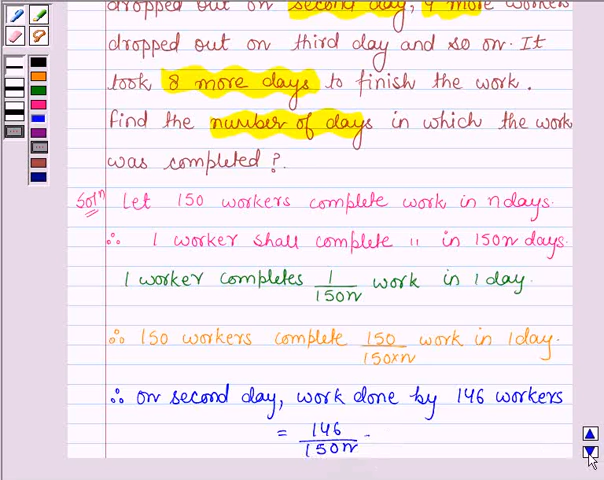 dropped out on second day, 4 more workers
dropped out on third day and so on. It
took 8 more days to finish the work.
Find the number of days in which the work
was completed?.
Solⁿ Let 150 workers complete work in n days.
∴ 1 worker shall complete " in 150n days.
1 worker completes 1/150n work in 1 day.
∴ 150 workers complete 150/150×n work in 1 day.
∴ on second day, work done by 146 workers
= 146/150n .